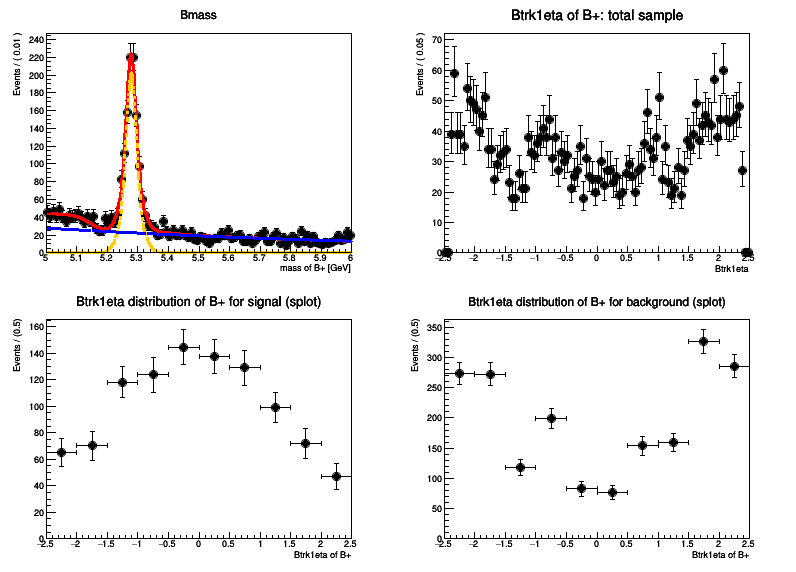 Bmass
Events / ( 0.01 )
240
220
200
180
160
140
120
100
80
60
40
20
0
5 5.1 5.2 5.3 5.4 5.5 5.6 5.7 5.8 5.9 6
mass of B+ [GeV]
Btrk1eta of B+: total sample
Events / ( 0.05 )
70
60
50
40
30
20
10
0
−2.5 −2 −1.5 −1 −0.5 0 0.5 1 1.5 2 2.5
Btrk1eta
Btrk1eta distribution of B+ for signal (splot)
Events / (0.5)
160
140
120
100
80
60
40
20
0
−2.5 −2 −1.5 −1 −0.5 0 0.5 1 1.5 2 2.5
Btrk1eta of B+
Btrk1eta distribution of B+ for background (splot)
Events / (0.5)
350
300
250
200
150
100
50
0
−2.5 −2 −1.5 −1 −0.5 0 0.5 1 1.5 2 2.5
Btrk1eta of B+